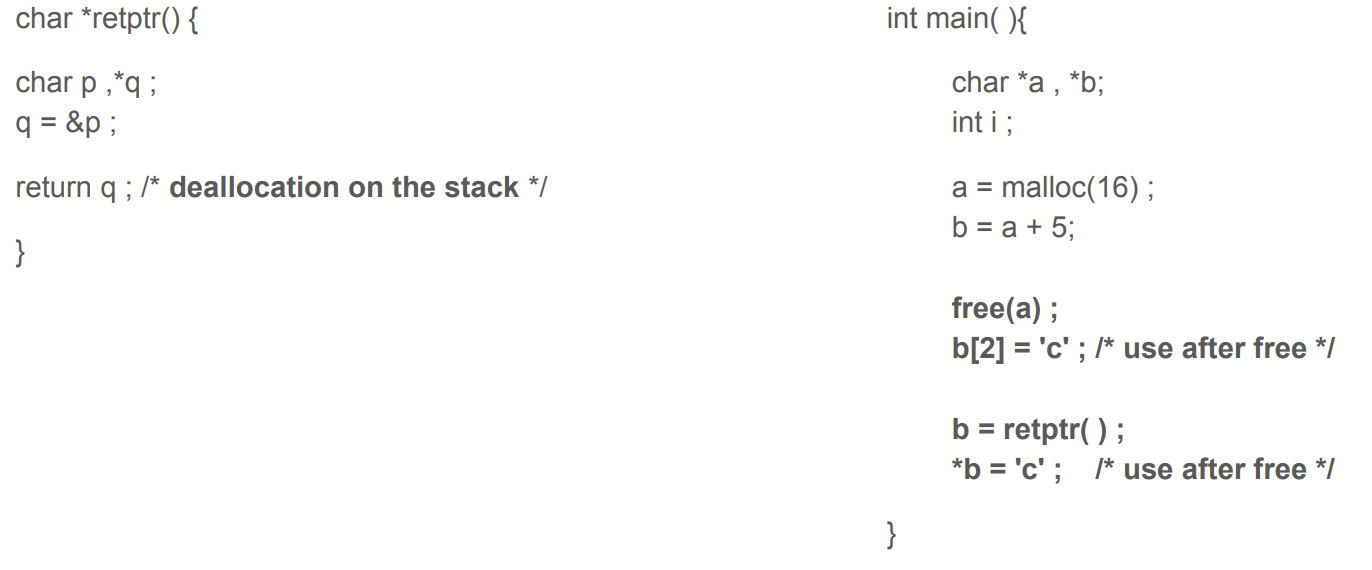 char *retptr() {
char p ,*q ;
q = &p ;
return q ; /* deallocation on the stack */
}
int main( ){
char *a , *b;
int i ;
a = malloc(16) ;
b = a + 5;
free(a) ;
b[2] = 'c' ; /* use after free */
b = retptr( ) ;
*b = 'c' ; /* use after free */
}